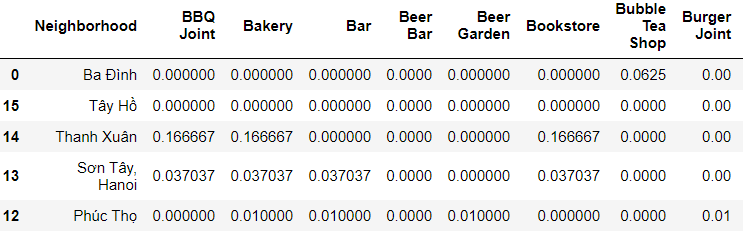 Neighborhood BBQ Joint Bakery Bar Beer Bar Beer Garden Bookstore Bubble Tea Shop Burger Joint
0 Ba Đình 0.000000 0.000000 0.000000 0.0000 0.000000 0.000000 0.0625 0.00
15 Tây Hồ 0.000000 0.000000 0.000000 0.0000 0.000000 0.000000 0.0000 0.00
14 Thanh Xuân 0.166667 0.166667 0.000000 0.0000 0.000000 0.166667 0.0000 0.00
13 Sơn Tây, Hanoi 0.037037 0.037037 0.037037 0.0000 0.000000 0.037037 0.0000 0.00
12 Phúc Thọ 0.000000 0.010000 0.010000 0.0000 0.010000 0.000000 0.0000 0.01